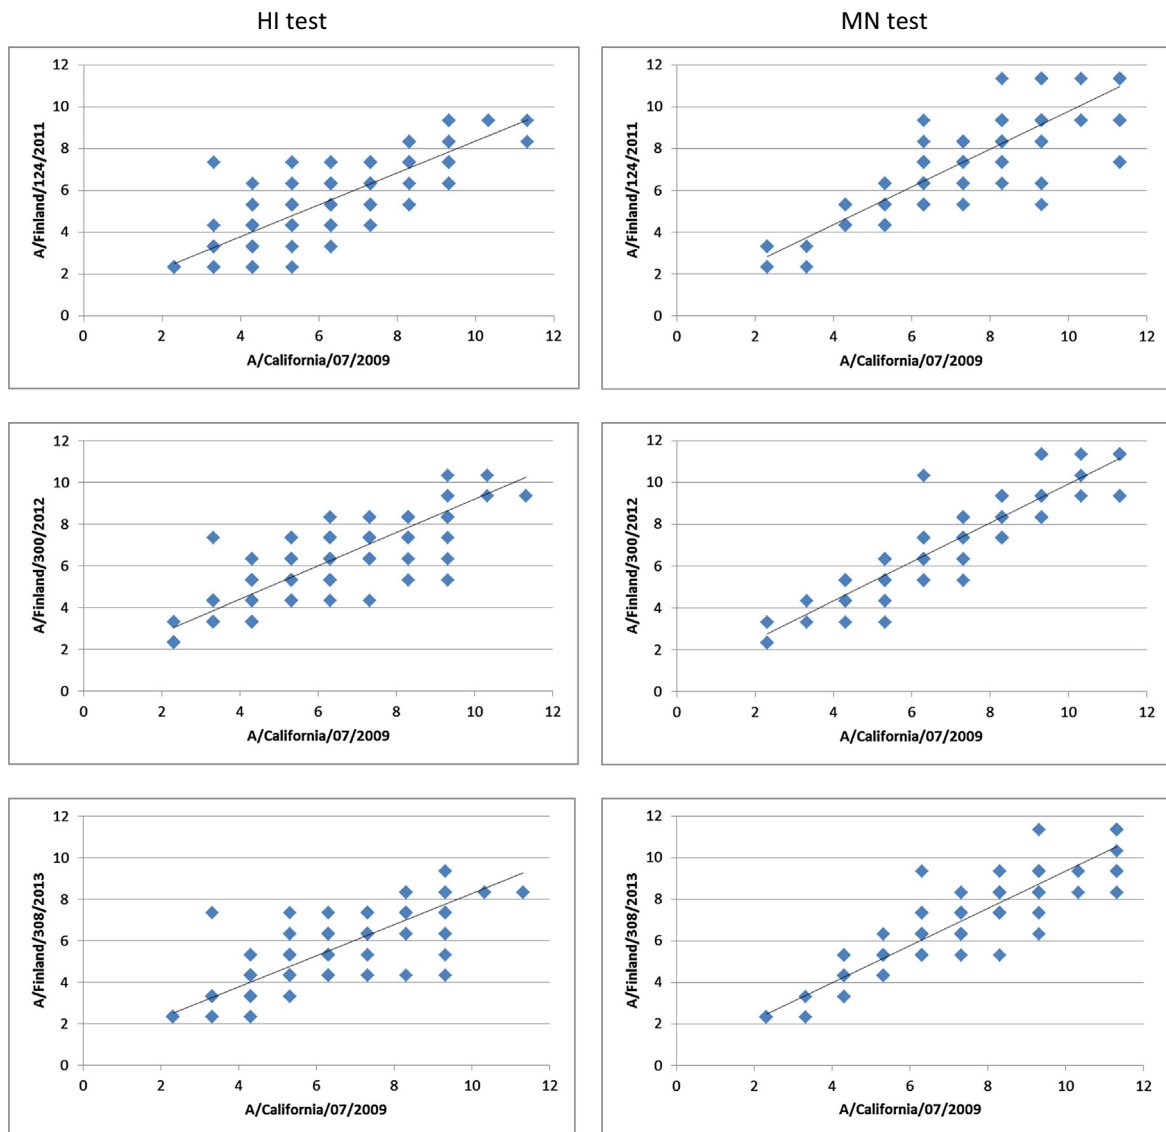 HI test
MN test
12
10
8
6
4
2
0
A/Finland/124/2011
0 2 4 6 8 10 12
A/California/07/2009
12
10
8
6
4
2
0
A/Finland/124/2011
0 2 4 6 8 10 12
A/California/07/2009
12
10
8
6
4
2
0
A/Finland/300/2012
0 2 4 6 8 10 12
A/California/07/2009
12
10
8
6
4
2
0
A/Finland/300/2012
0 2 4 6 8 10 12
A/California/07/2009
12
10
8
6
4
2
0
A/Finland/308/2013
0 2 4 6 8 10 12
A/California/07/2009
12
10
8
6
4
2
0
A/Finland/308/2013
0 2 4 6 8 10 12
A/California/07/2009